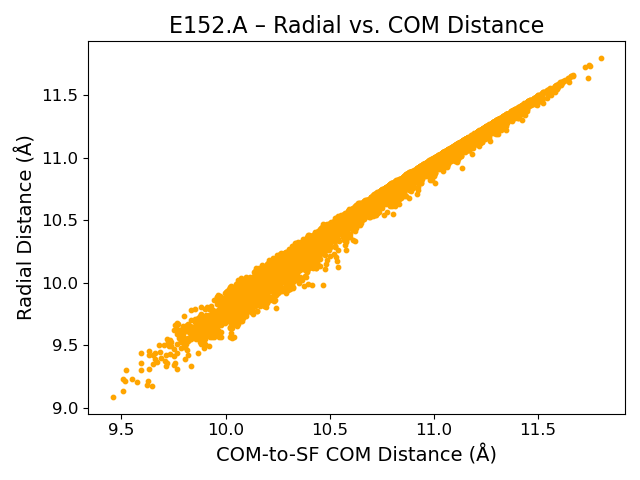 E152.A – Radial vs. COM Distance
Radial Distance (Å)
11.5
11.0
10.5
10.0
9.5
9.0
9.5 10.0 10.5 11.0 11.5
COM-to-SF COM Distance (Å)